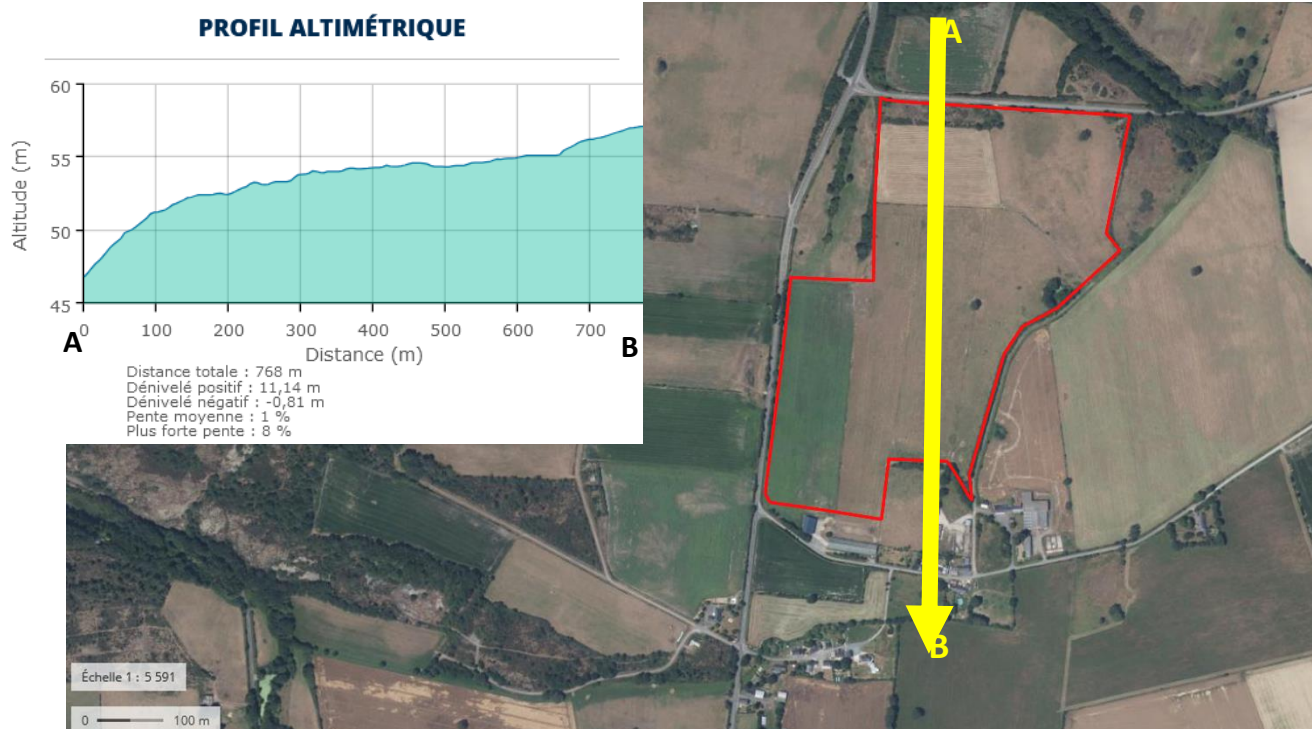 PROFIL ALTIMÉTRIQUE
60
55
50
45
Altitude (m)
0 100 200 300 400 500 600 700
A
B
Distance (m)
Distance totale : 768 m
Dénivelé positif : 11,14 m
Dénivelé négatif : -0,81 m
Pente moyenne : 1 %
Plus forte pente : 8 %
A
B
Échelle 1 : 5 591
0 100 m